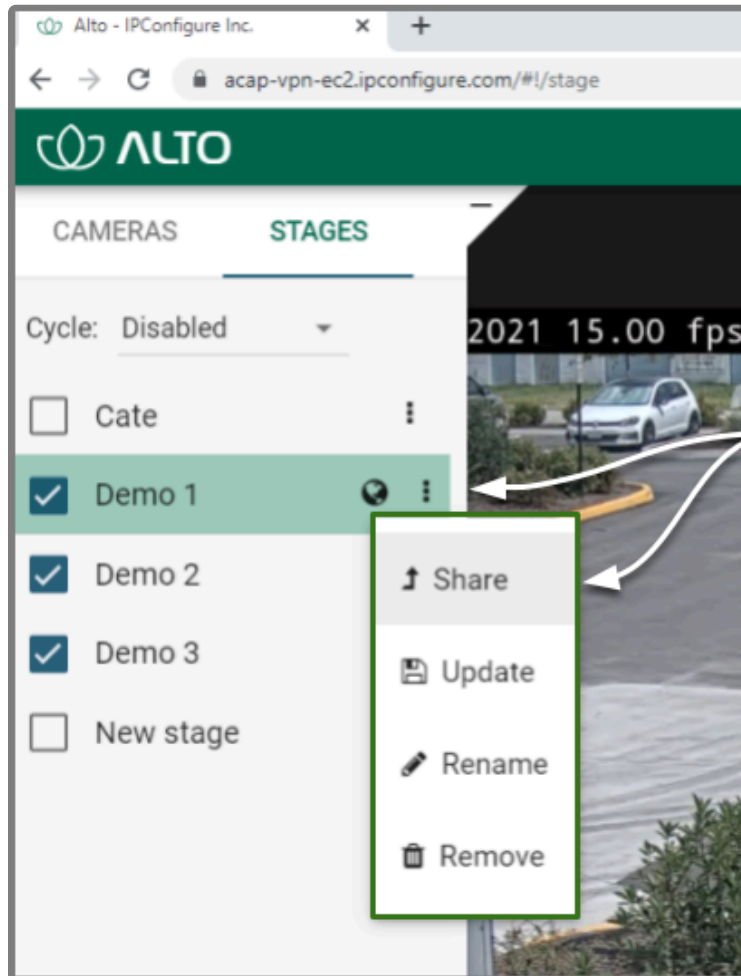 Alto - IPConfigure Inc.
acap-vpn-ec2.ipconfigure.com/#!/stage
ALTO
CAMERAS STAGES
Cycle: Disabled
2021 15.00 fps
Cate
Demo 1
Demo 2
Demo 3
New stage
Share
Update
Rename
Remove